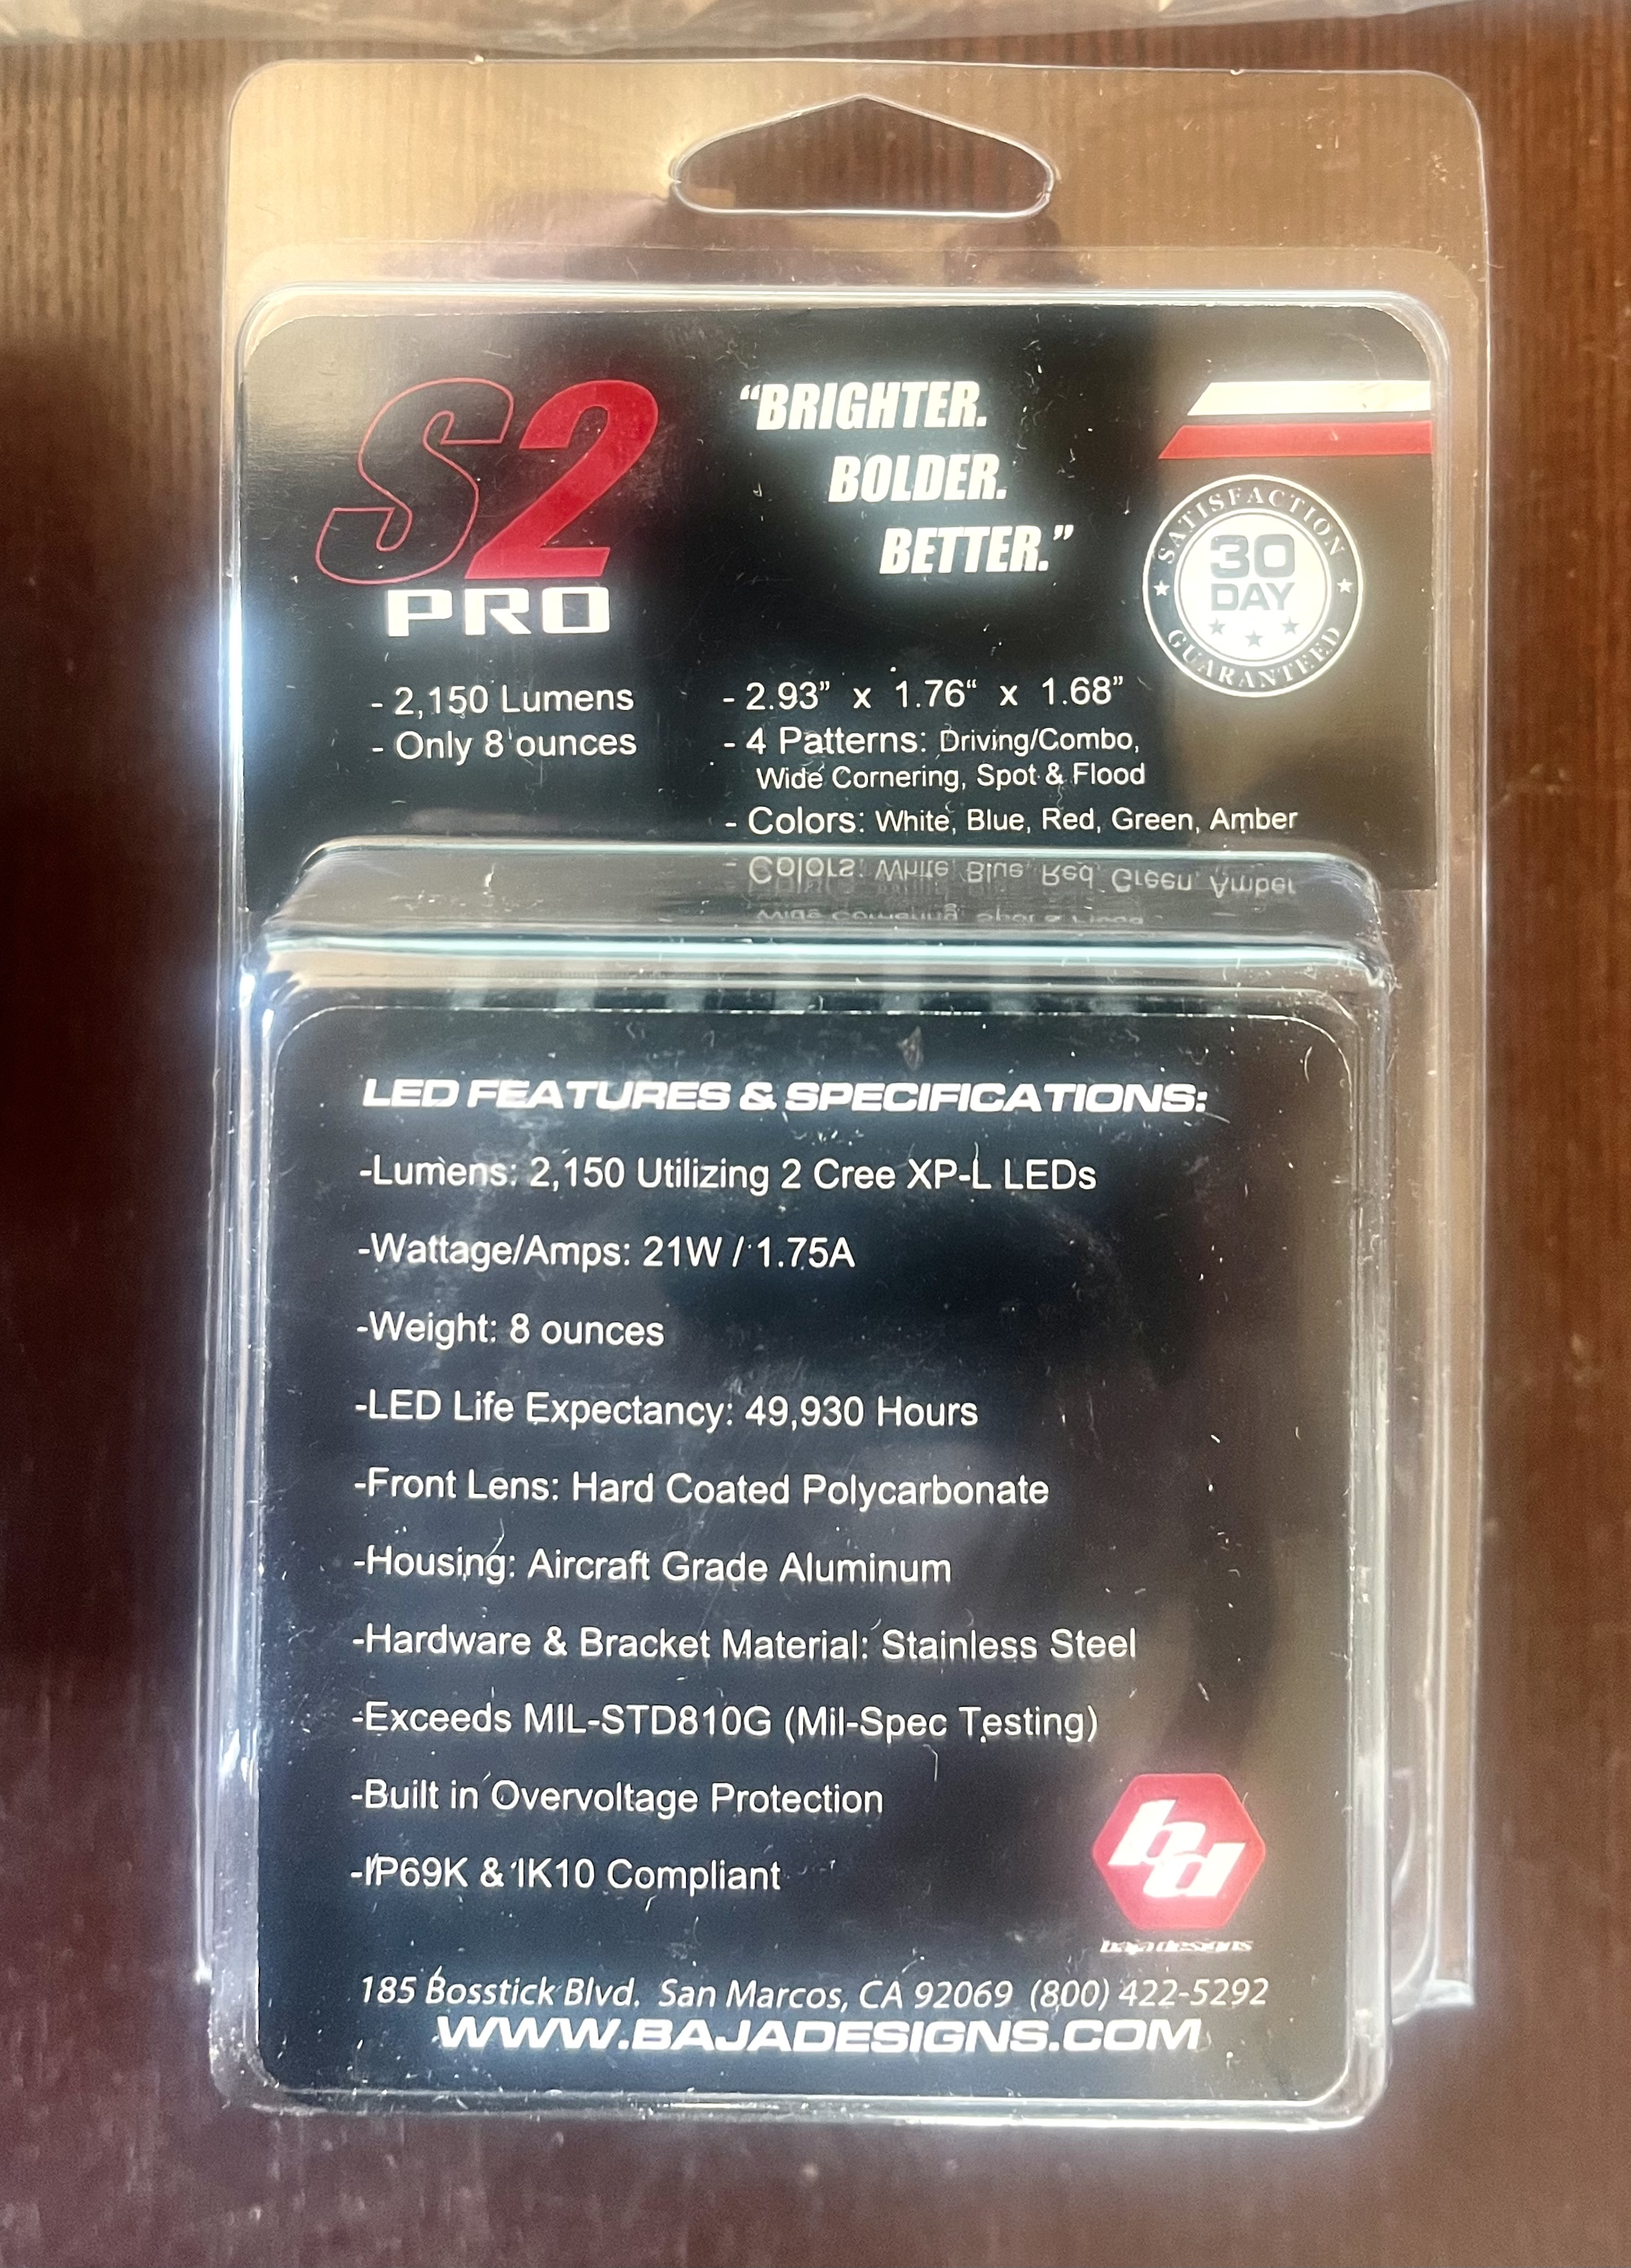 S2
PRO
“BRIGHTER.
BOLDER.
BETTER.”
SATISFACTION
30
DAY
GUARANTEED
- 2,150 Lumens
- Only 8 ounces
- 2.93” x 1.76“ x 1.68”
- 4 Patterns: Driving/Combo,
Wide Cornering, Spot & Flood
- Colors: White, Blue, Red, Green, Amber
LED FEATURES & SPECIFICATIONS:
-Lumens: 2,150 Utilizing 2 Cree XP-L LEDs
-Wattage/Amps: 21W / 1.75A
-Weight: 8 ounces
-LED Life Expectancy: 49,930 Hours
-Front Lens: Hard Coated Polycarbonate
-Housing: Aircraft Grade Aluminum
-Hardware & Bracket Material: Stainless Steel
-Exceeds MIL-STD810G (Mil-Spec Testing)
-Built in Overvoltage Protection
-IP69K & IK10 Compliant
bd
baja designs
185 Bosstick Blvd. San Marcos, CA 92069 (800) 422-5292
WWW.BAJADESIGNS.COM